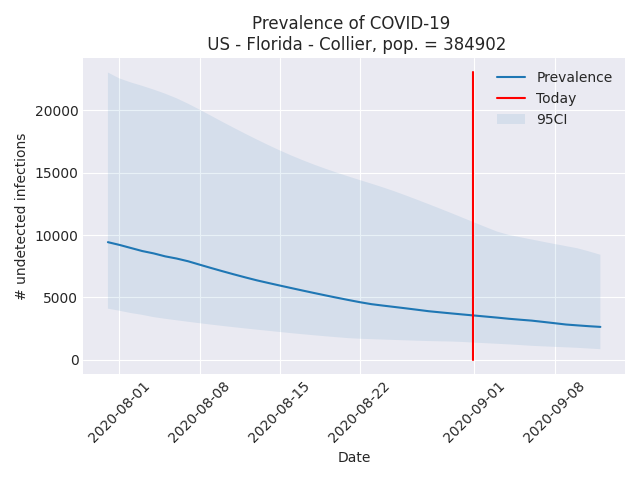 Prevalence of COVID-19
US - Florida - Collier, pop. = 384902
Prevalence
Today
95CI
# undetected infections
20000
15000
10000
5000
0
2020-08-01
2020-08-08
2020-08-15
2020-08-22
2020-09-01
2020-09-08
Date